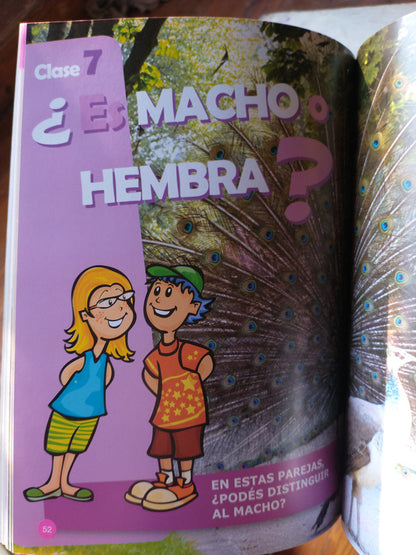 Clase 7
¿Es MACHO o
HEMBRA?
EN ESTAS PAREJAS,
¿PODÉS DISTINGUIR
AL MACHO?
52